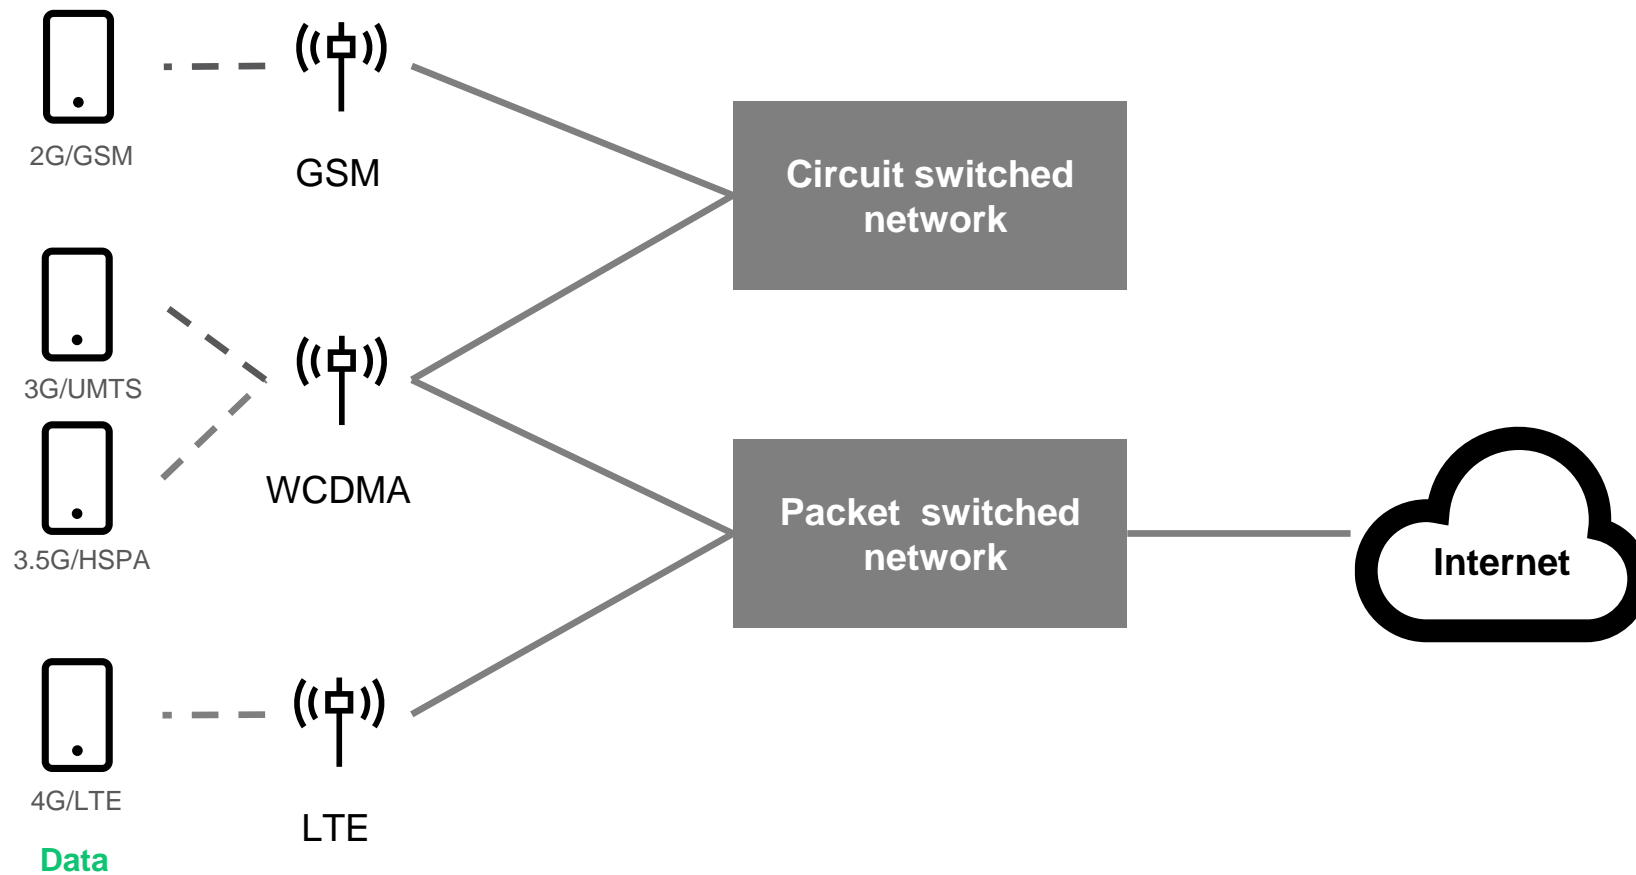 2G/GSM
GSM
Circuit switched
network
3G/UMTS
WCDMA
3.5G/HSPA
Packet  switched
network
Internet
4G/LTE
LTE
Data